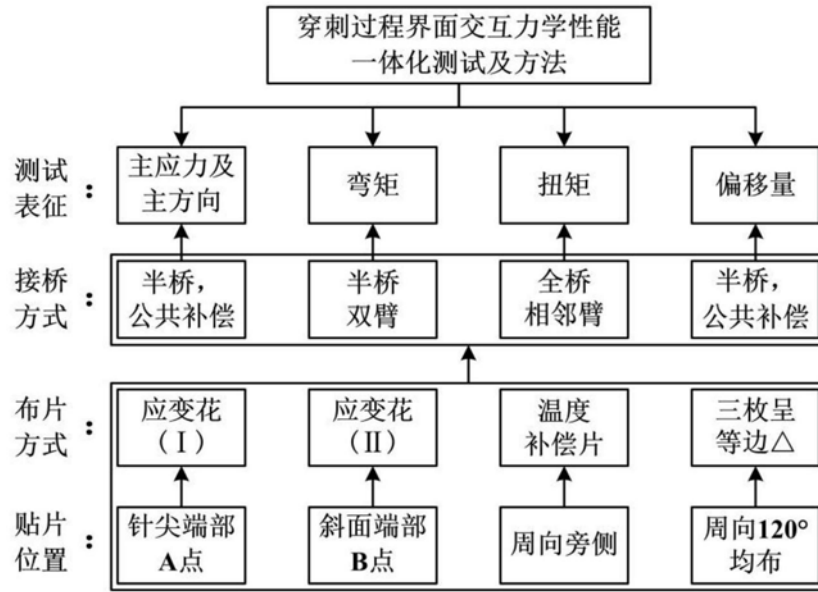 穿刺过程界面交互力学性能
一体化测试及方法
测试
表征：
主应力及
主方向
弯矩
扭矩
偏移量
接桥
方式：
半桥，
公共补偿
半桥
双臂
全桥
相邻臂
半桥，
公共补偿
布片
方式：
应变花
（Ⅰ）
应变花
（Ⅱ）
温度
补偿片
三枚呈
等边△
贴片
位置：
针尖端部
A点
斜面端部
B点
周向旁侧
周向120°
均布